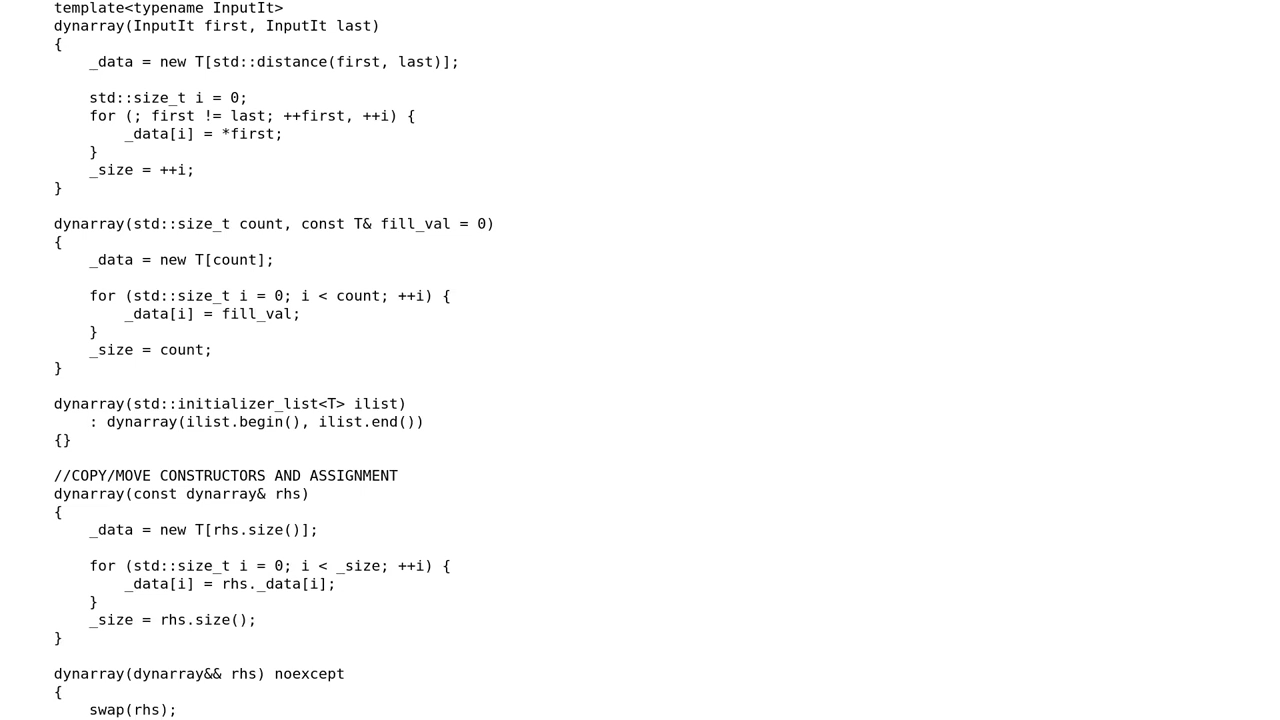 template<typename InputIt>
dynarray(InputIt first, InputIt last)
{
    _data = new T[std::distance(first, last)];

    std::size_t i = 0;
    for (; first != last; ++first, ++i) {
        _data[i] = *first;
    }
    _size = ++i;
}

dynarray(std::size_t count, const T& fill_val = 0)
{
    _data = new T[count];

    for (std::size_t i = 0; i < count; ++i) {
        _data[i] = fill_val;
    }
    _size = count;
}

dynarray(std::initializer_list<T> ilist)
    : dynarray(ilist.begin(), ilist.end())
{}

//COPY/MOVE CONSTRUCTORS AND ASSIGNMENT
dynarray(const dynarray& rhs)
{
    _data = new T[rhs.size()];

    for (std::size_t i = 0; i < _size; ++i) {
        _data[i] = rhs._data[i];
    }
    _size = rhs.size();
}

dynarray(dynarray&& rhs) noexcept
{
    swap(rhs);